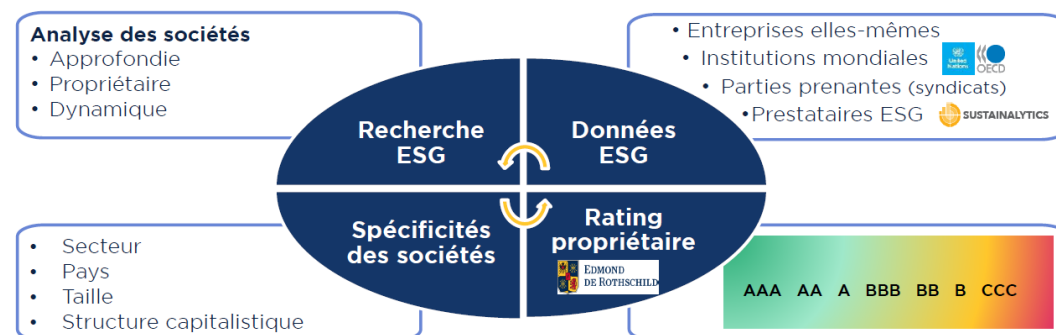 Analyse des sociétés
• Approfondie
• Propriétaire
• Dynamique
• Entreprises elles-mêmes
• Institutions mondiales
United
Nations
OECD
• Parties prenantes (syndicats)
• Prestataires ESG
SUSTAINALYTICS
Recherche
ESG
Données
ESG
Spécificités
des sociétés
Rating
propriétaire
EDMOND
DE ROTHSCHILD
• Secteur
• Pays
• Taille
• Structure capitalistique
AAA AA A BBB BB B CCC